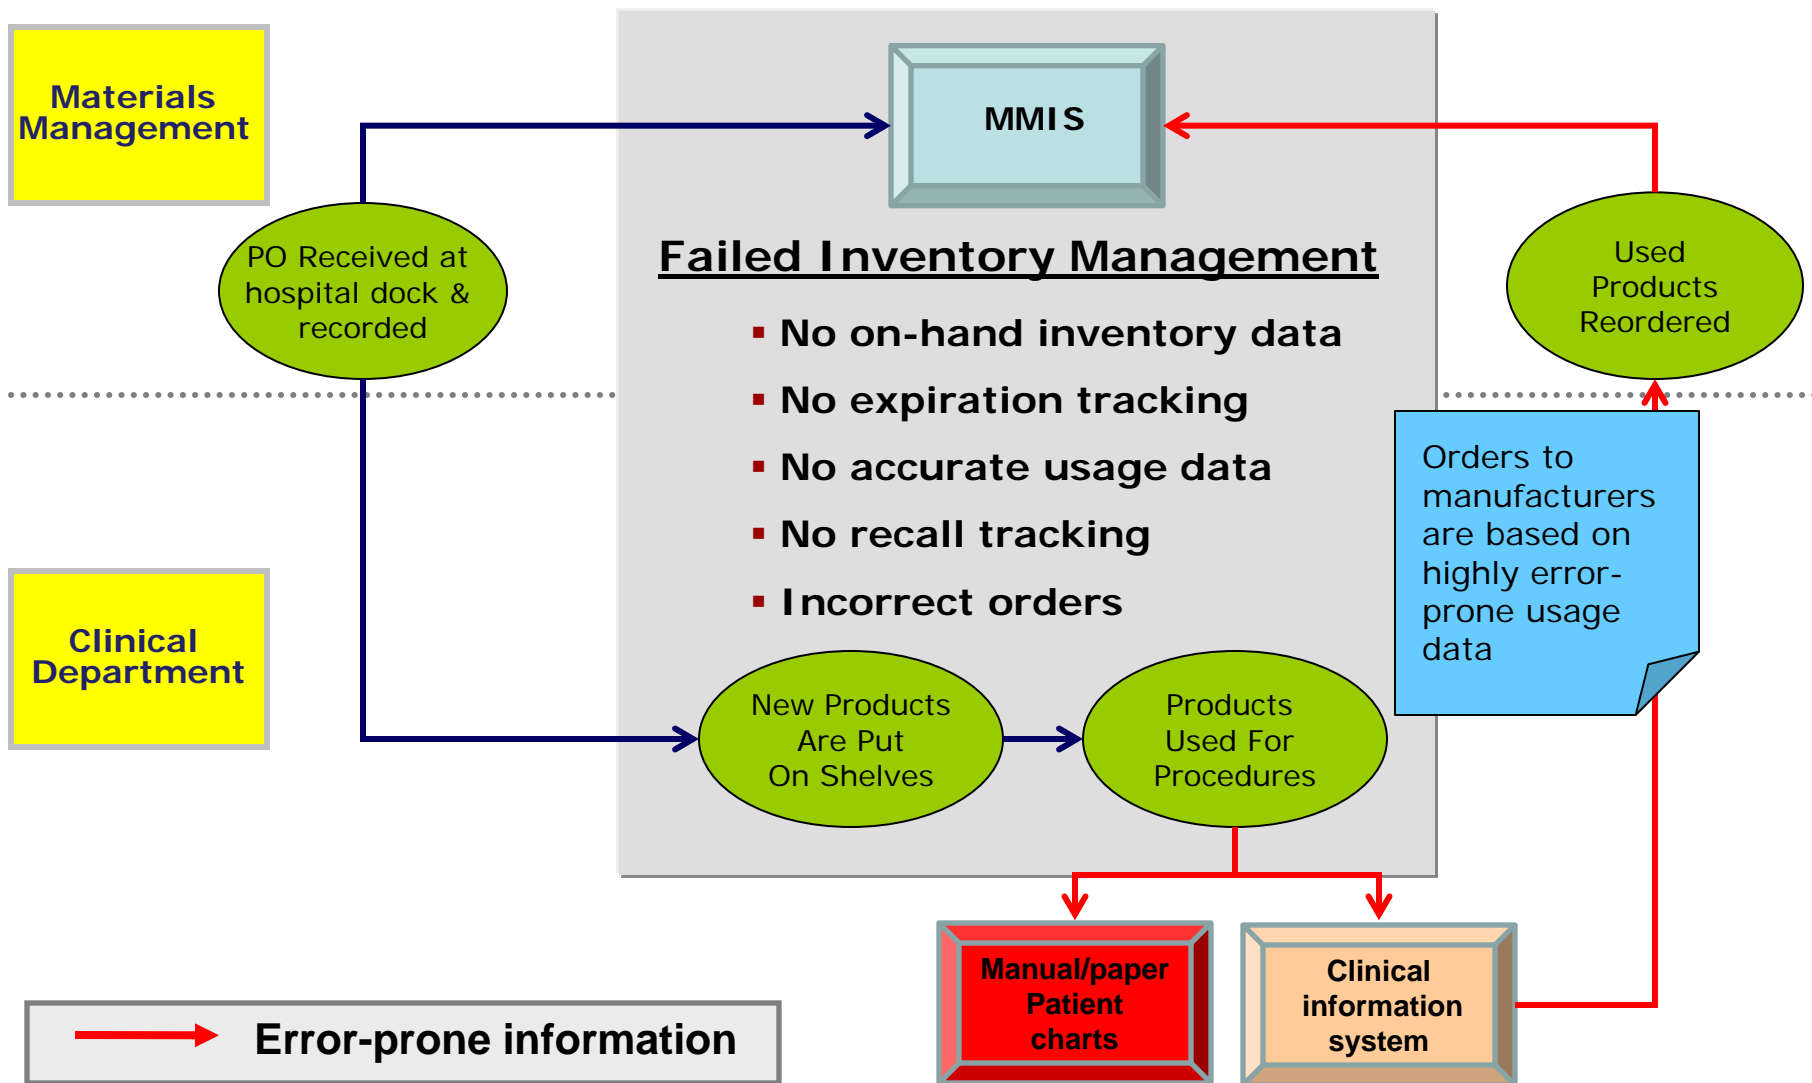 Materials
Management
MMIS
PO Received at
hospital dock &
recorded
Failed Inventory Management
▪ No on-hand inventory data
▪ No expiration tracking
▪ No accurate usage data
▪ No recall tracking
▪ Incorrect orders
Used
Products
Reordered
Orders to
manufacturers
are based on
highly error-
prone usage
data
Clinical
Department
New Products
Are Put
On Shelves
Products
Used For
Procedures
Manual/paper
Patient
charts
Clinical
information
system
Error-prone information